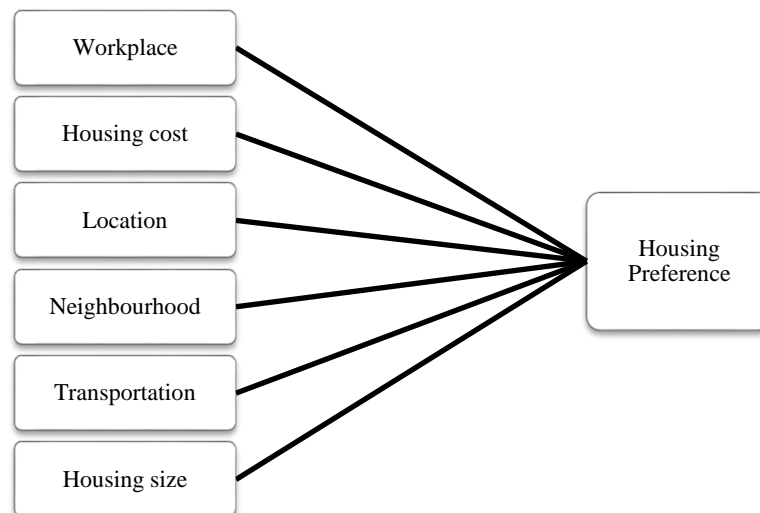 Workplace
Housing cost
Location
Neighbourhood
Transportation
Housing size
Housing
Preference